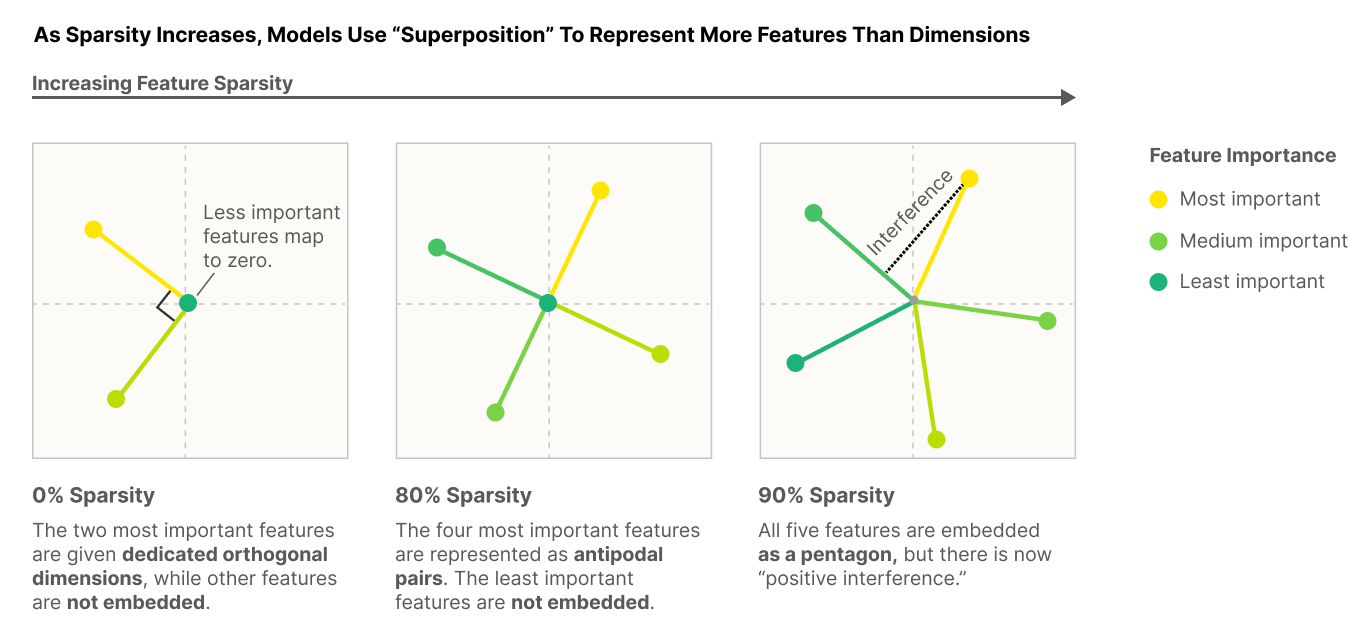 As Sparsity Increases, Models Use “Superposition” To Represent More Features Than Dimensions
Increasing Feature Sparsity
Less important
features map
to zero.
Interference
Feature Importance
Most important
Medium important
Least important
0% Sparsity
The two most important features
are given dedicated orthogonal
dimensions, while other features
are not embedded.
80% Sparsity
The four most important features
are represented as antipodal
pairs. The least important
features are not embedded.
90% Sparsity
All five features are embedded
as a pentagon, but there is now
“positive interference.”